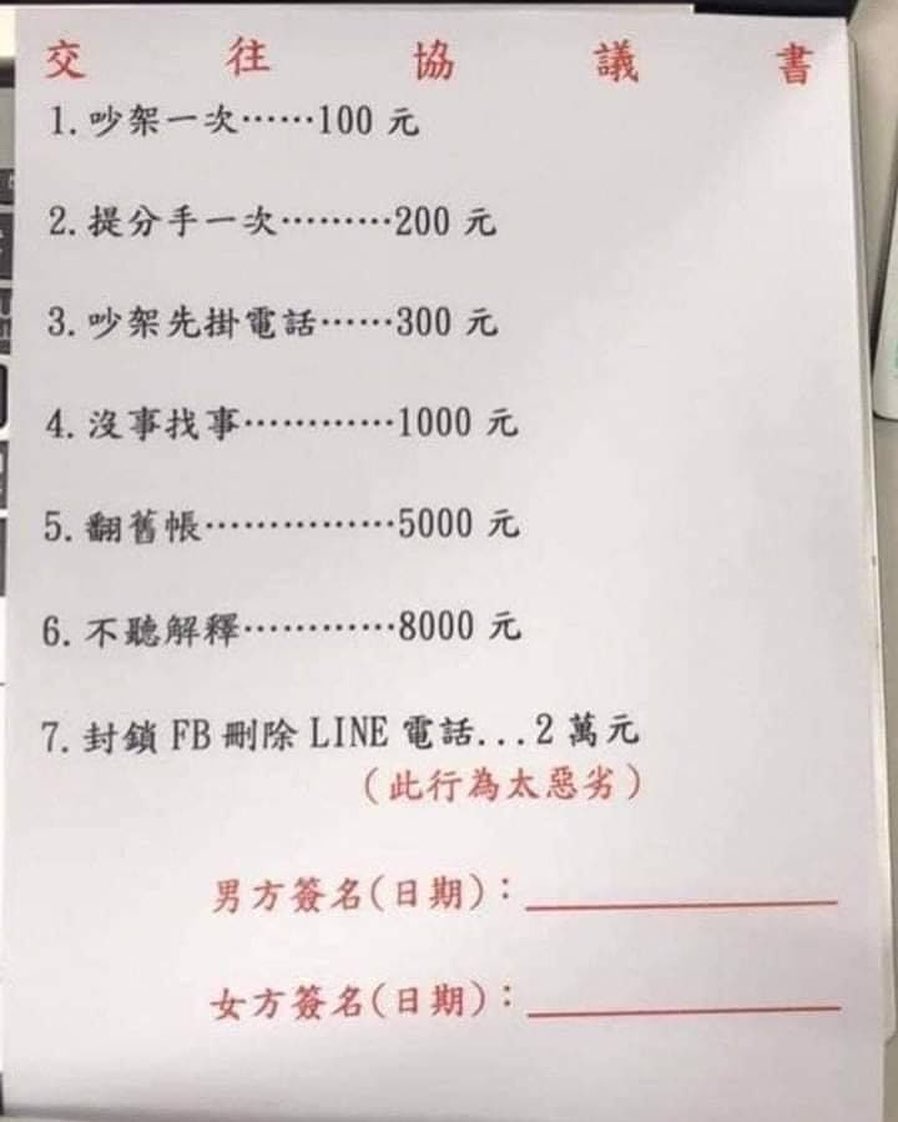 交往協議書
1.吵架一次……100 元
2.提分手一次………200 元
3.吵架先掛電話……300 元
4.沒事找事…………1000 元
5.翻舊帳……………5000 元
6.不聽解釋…………8000 元
7.封鎖 FB 刪除 LINE 電話...2 萬元
（此行為太惡劣）
男方簽名(日期)：
女方簽名(日期)：